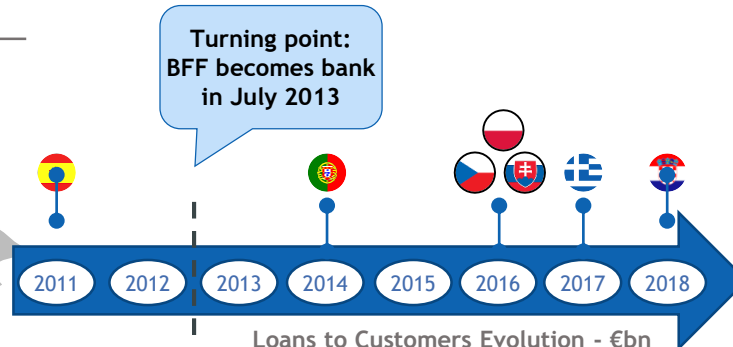 Turning point:
BFF becomes bank
in July 2013
2011 2012 2013 2014 2015 2016 2017 2018
Loans to Customers Evolution - €bn